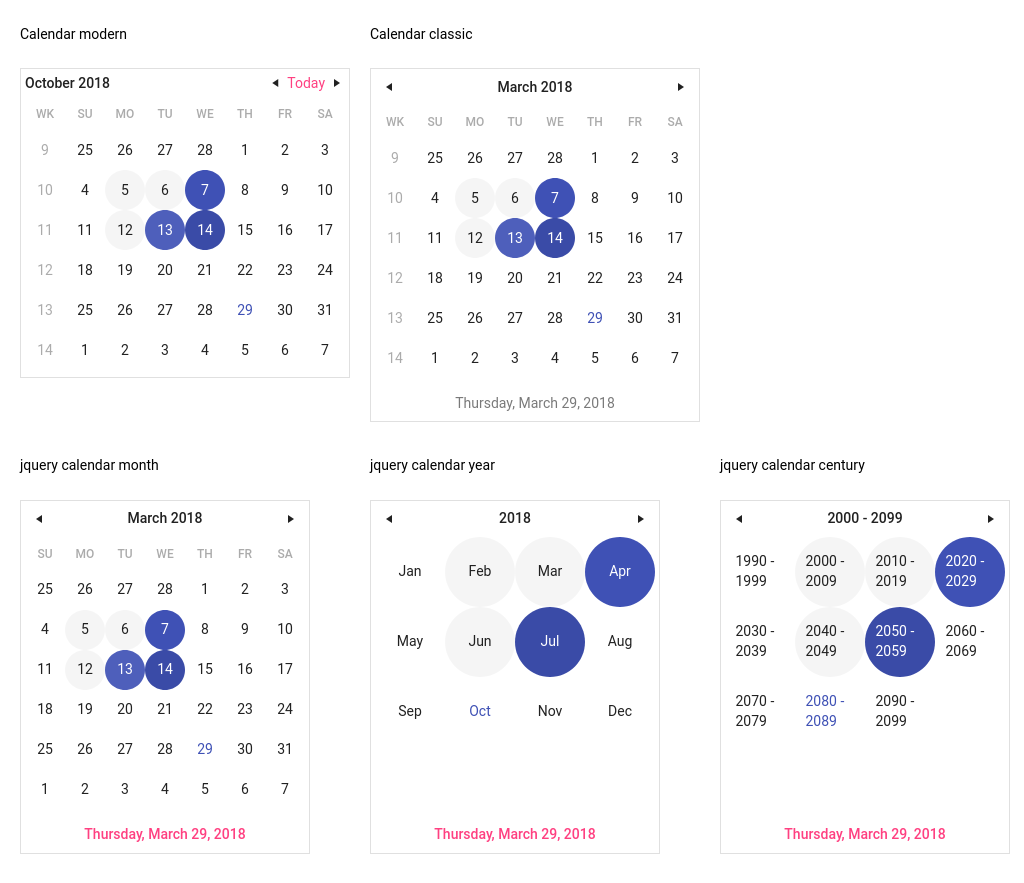 Calendar modern
October 2018 Today
WK SU MO TU WE TH FR SA
9 25 26 27 28 1 2 3
10 4 5 6 7 8 9 10
11 11 12 13 14 15 16 17
12 18 19 20 21 22 23 24
13 25 26 27 28 29 30 31
14 1 2 3 4 5 6 7
Calendar classic
March 2018
WK SU MO TU WE TH FR SA
9 25 26 27 28 1 2 3
10 4 5 6 7 8 9 10
11 11 12 13 14 15 16 17
12 18 19 20 21 22 23 24
13 25 26 27 28 29 30 31
14 1 2 3 4 5 6 7
Thursday, March 29, 2018
jquery calendar month
March 2018
SU MO TU WE TH FR SA
25 26 27 28 1 2 3
4 5 6 7 8 9 10
11 12 13 14 15 16 17
18 19 20 21 22 23 24
25 26 27 28 29 30 31
1 2 3 4 5 6 7
Thursday, March 29, 2018
jquery calendar year
2018
Jan Feb Mar Apr
May Jun Jul Aug
Sep Oct Nov Dec
Thursday, March 29, 2018
jquery calendar century
2000 - 2099
1990 - 2000 - 2010 - 2020 -
1999 2009 2019 2029
2030 - 2040 - 2050 - 2060 -
2039 2049 2059 2069
2070 - 2080 - 2090 -
2079 2089 2099
Thursday, March 29, 2018